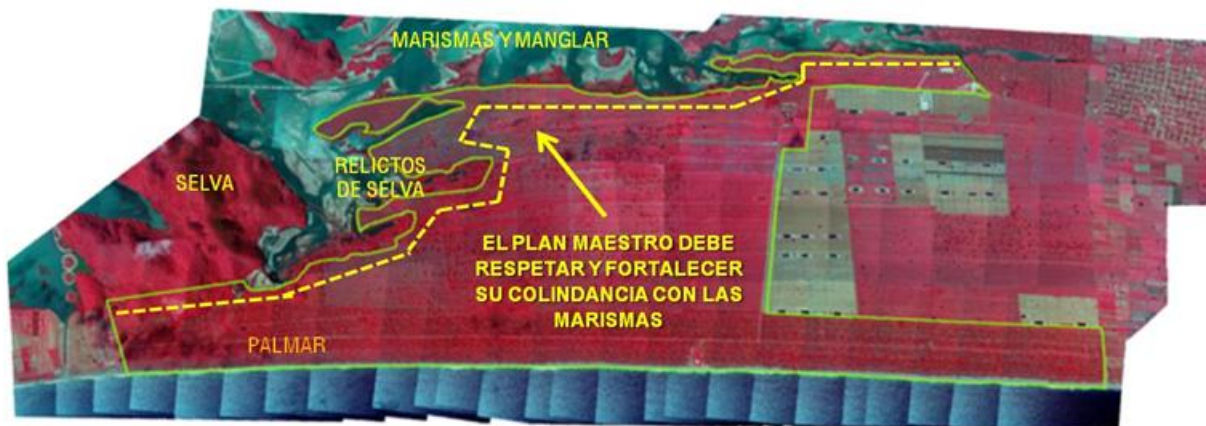 MARISMAS Y MANGLAR
SELVA
RELICTOS
DE SELVA
EL PLAN MAESTRO DEBE
RESPETAR Y FORTALECER
SU COLINDANCIA CON LAS
MARISMAS
PALMAR